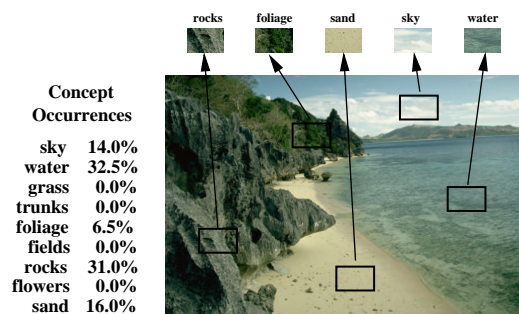 rocks foliage sand sky water
Concept
Occurrences
sky 14.0%
water 32.5%
grass 0.0%
trunks 0.0%
foliage 6.5%
fields 0.0%
rocks 31.0%
flowers 0.0%
sand 16.0%